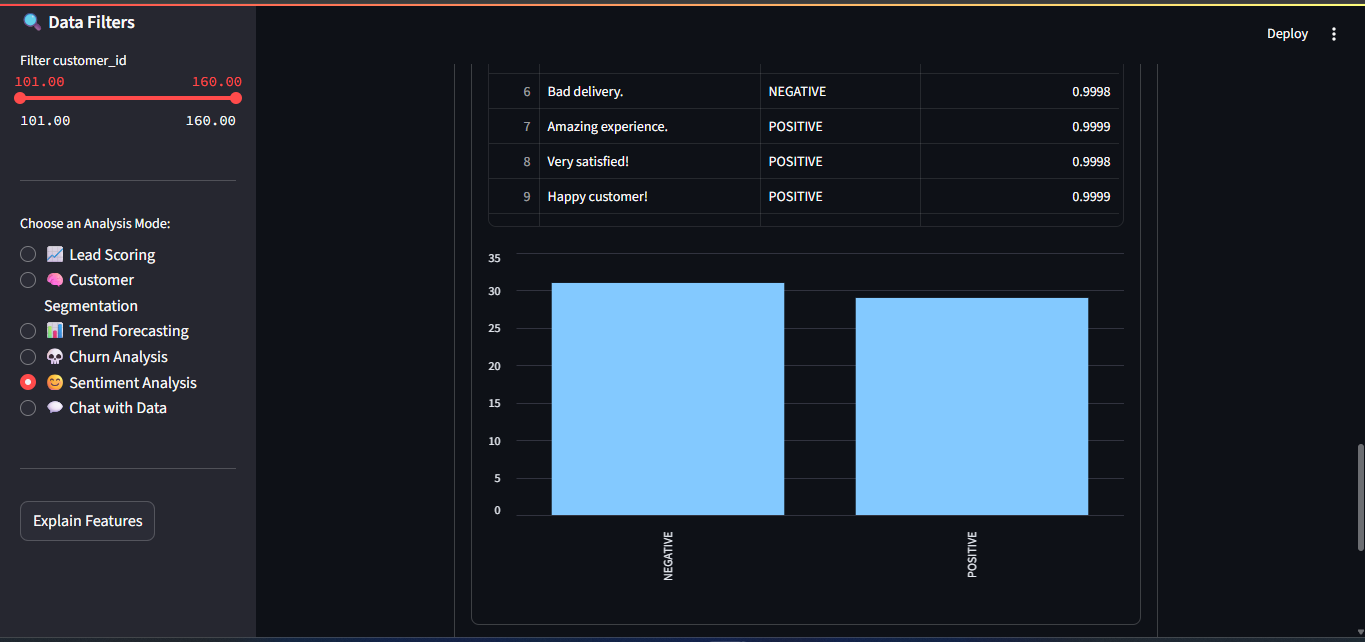 🔍 Data Filters
Filter customer_id
101.00 160.00
101.00 160.00
Choose an Analysis Mode:
📈 Lead Scoring
🧠 Customer
Segmentation
📊 Trend Forecasting
💀 Churn Analysis
😊 Sentiment Analysis
💬 Chat with Data
Explain Features
Deploy
6 Bad delivery. NEGATIVE 0.9998
7 Amazing experience. POSITIVE 0.9999
8 Very satisfied! POSITIVE 0.9998
9 Happy customer! POSITIVE 0.9999
35
30
25
20
15
10
5
0
NEGATIVE
POSITIVE